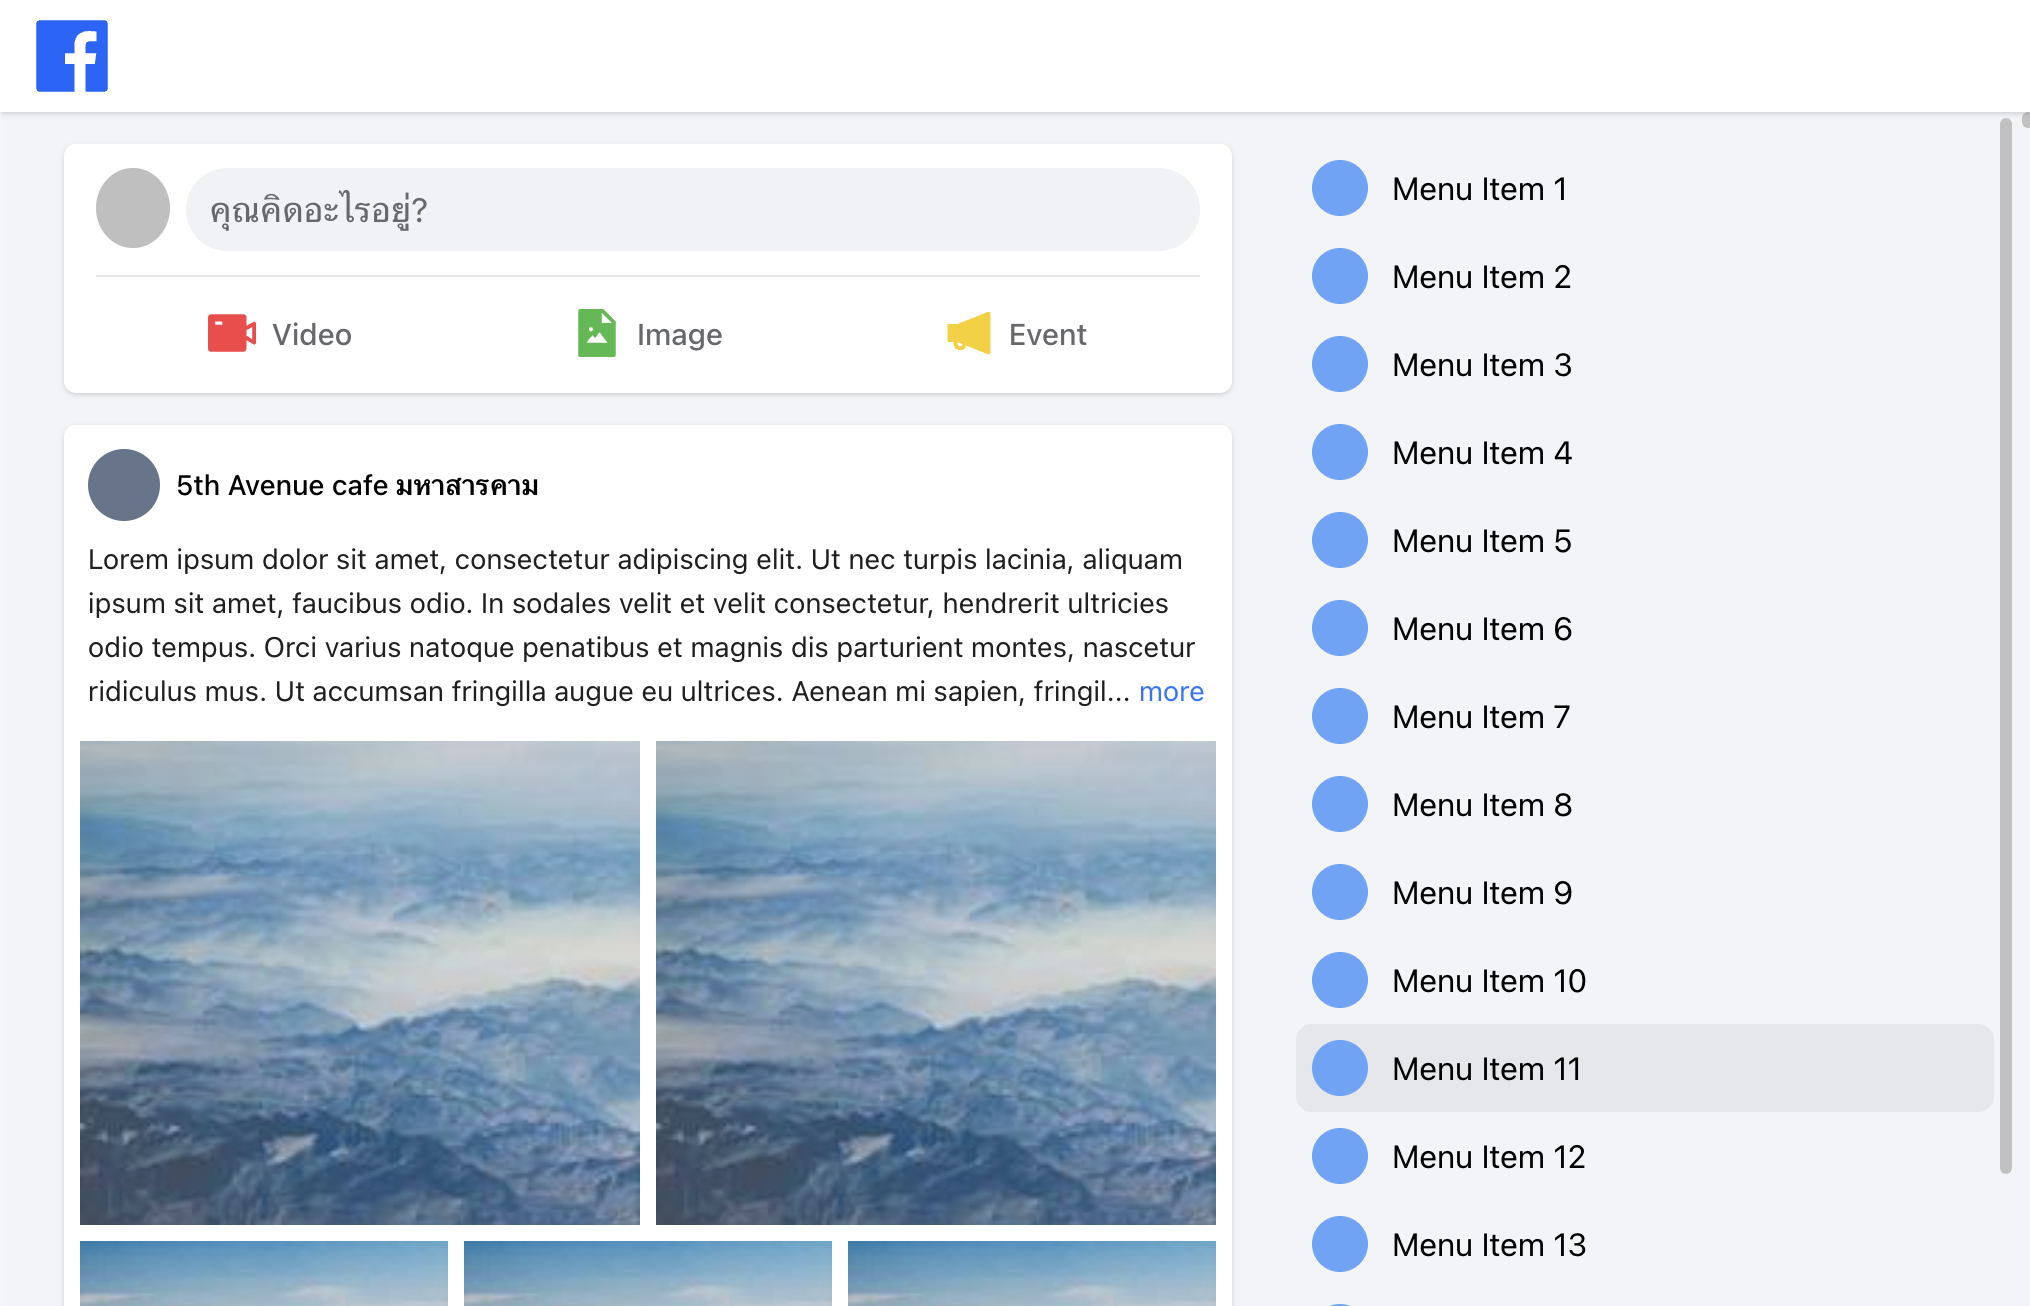 คุณคิดอะไรอยู่?
Video
Image
Event
5th Avenue cafe มหาสารคาม
Lorem ipsum dolor sit amet, consectetur adipiscing elit. Ut nec turpis lacinia, aliquam
ipsum sit amet, faucibus odio. In sodales velit et velit consectetur, hendrerit ultricies
odio tempus. Orci varius natoque penatibus et magnis dis parturient montes, nascetur
ridiculus mus. Ut accumsan fringilla augue eu ultrices. Aenean mi sapien, fringil... more
Menu Item 1
Menu Item 2
Menu Item 3
Menu Item 4
Menu Item 5
Menu Item 6
Menu Item 7
Menu Item 8
Menu Item 9
Menu Item 10
Menu Item 11
Menu Item 12
Menu Item 13